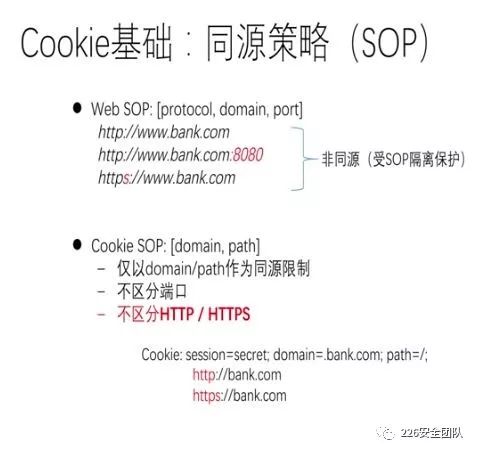 Cookie基础：同源策略（SOP）
● Web SOP: [protocol, domain, port]
http://www.bank.com
http://www.bank.com:8080
https://www.bank.com
非同源（受SOP隔离保护）
● Cookie SOP: [domain, path]
– 仅以domain/path作为同源限制
– 不区分端口
– 不区分HTTP / HTTPS
Cookie: session=secret; domain=.bank.com; path=/;
http://bank.com
https://bank.com
226安全团队